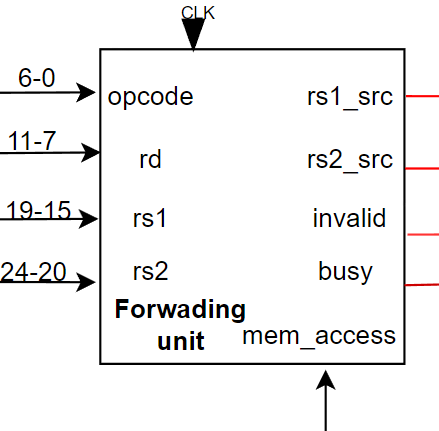 CLK
6-0
opcode
rs1_src
11-7
rd
rs2_src
19-15
rs1
invalid
24-20
rs2
busy
Forwading
unit
mem_access